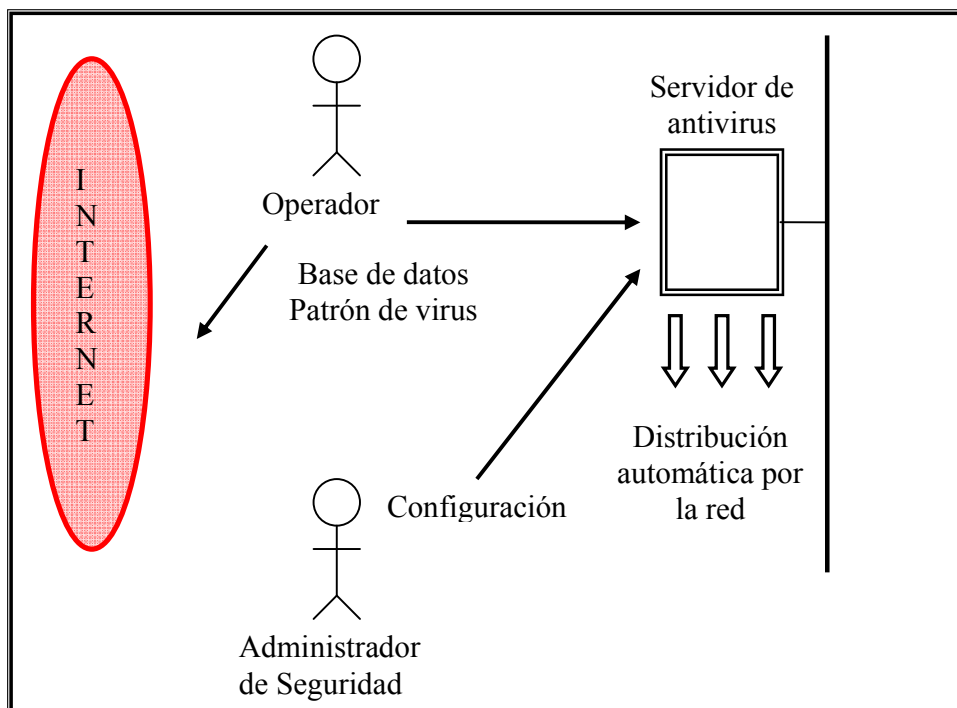 INTERNET
Operador
Base de datos
Patrón de virus
Servidor de
antivirus
Distribución
automática por
la red
Configuración
Administrador
de Seguridad